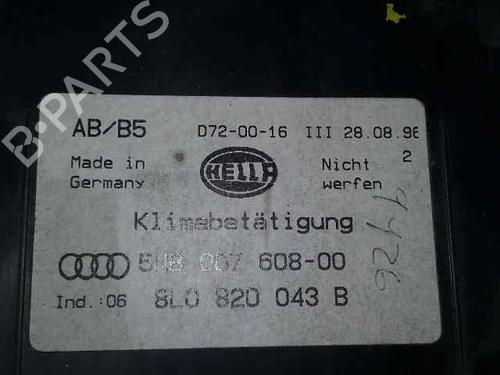 B-PARTS
AB/B5 D72-00-16 III 28.08.96
Made in Germany
HELLA
Nicht werfen
2
Klimabetätigung
5HB 007 608-00
Ind.:06 8L0 820 043 B